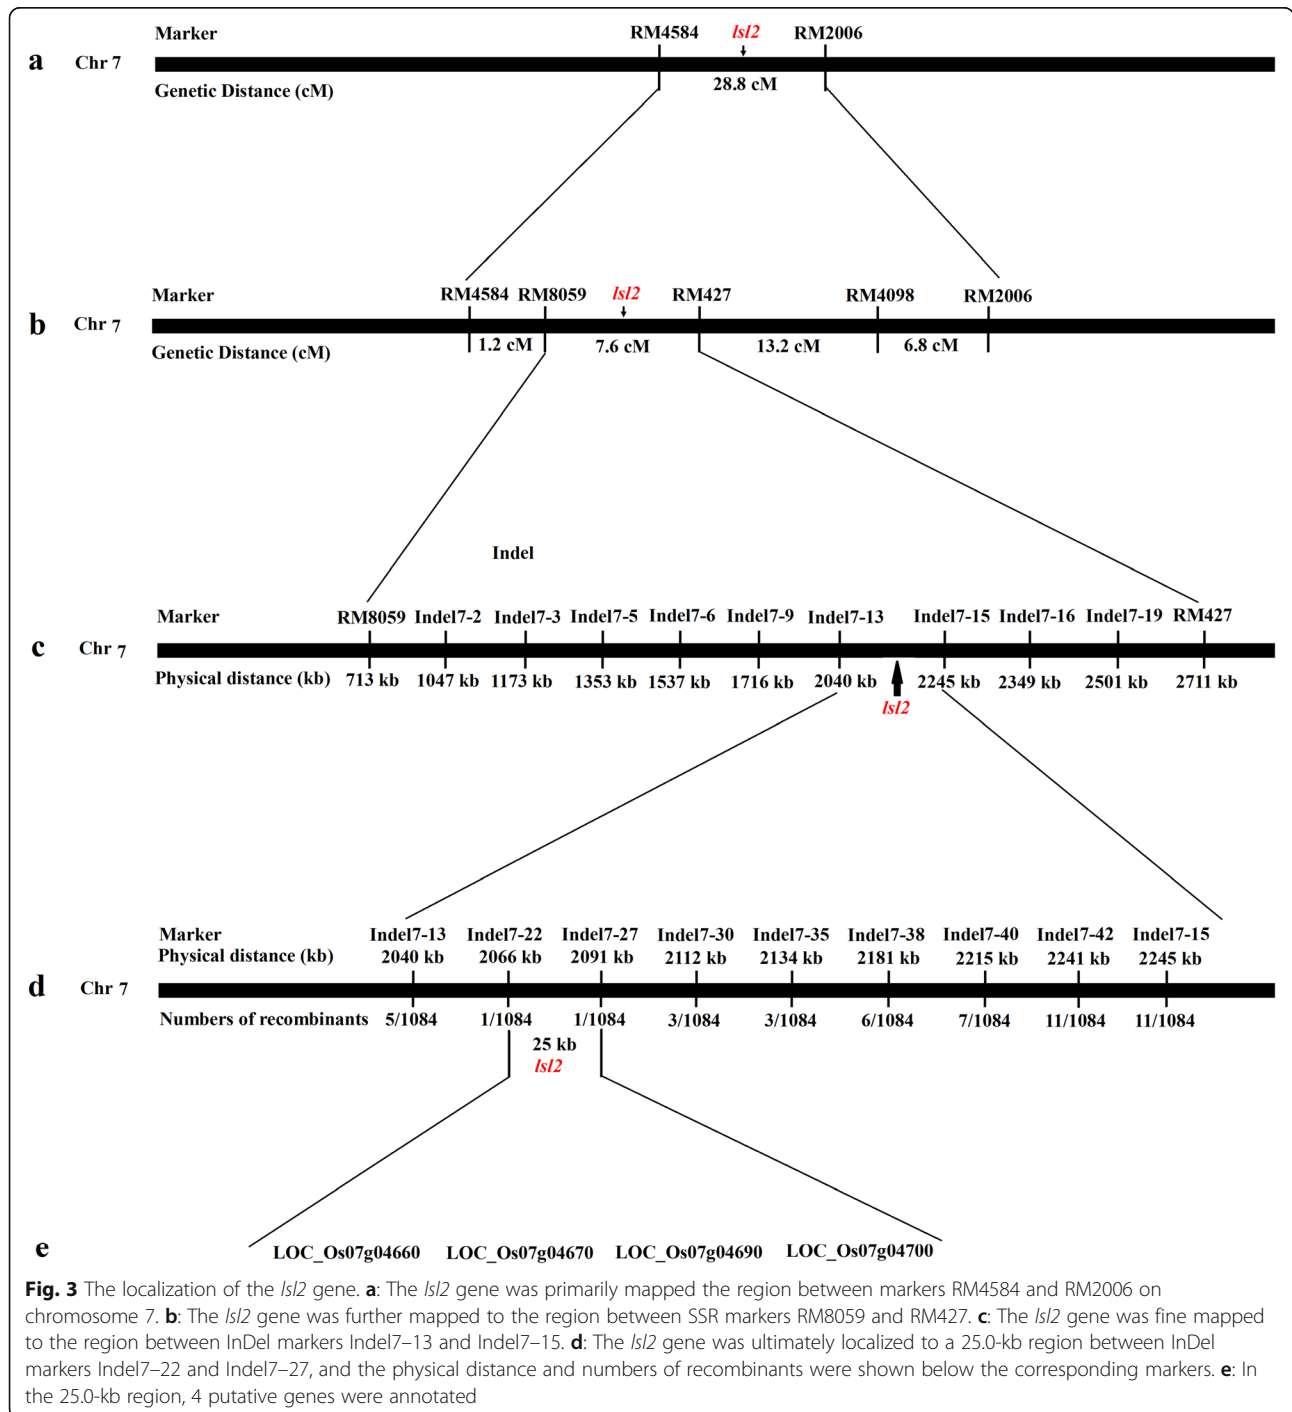 Marker RM4584 lsl2 RM2006
a Chr 7
Genetic Distance (cM) 28.8 cM
Marker RM4584 RM8059 lsl2 RM427 RM4098 RM2006
b Chr 7
Genetic Distance (cM) 1.2 cM 7.6 cM 13.2 cM 6.8 cM
Indel
Marker RM8059 Indel7-2 Indel7-3 Indel7-5 Indel7-6 Indel7-9 Indel7-13 Indel7-15 Indel7-16 Indel7-19 RM427
c Chr 7
Physical distance (kb) 713 kb 1047 kb 1173 kb 1353 kb 1537 kb 1716 kb 2040 kb 2245 kb 2349 kb 2501 kb 2711 kb
lsl2
Marker Indel7-13 Indel7-22 Indel7-27 Indel7-30 Indel7-35 Indel7-38 Indel7-40 Indel7-42 Indel7-15
Physical distance (kb) 2040 kb 2066 kb 2091 kb 2112 kb 2134 kb 2181 kb 2215 kb 2241 kb 2245 kb
d Chr 7
Numbers of recombinants 5/1084 1/1084 1/1084 3/1084 3/1084 6/1084 7/1084 11/1084 11/1084
25 kb
lsl2
e LOC_Os07g04660 LOC_Os07g04670 LOC_Os07g04690 LOC_Os07g04700
Fig. 3 The localization of the lsl2 gene. a: The lsl2 gene was primarily mapped the region between markers RM4584 and RM2006 on
chromosome 7. b: The lsl2 gene was further mapped to the region between SSR markers RM8059 and RM427. c: The lsl2 gene was fine mapped
to the region between InDel markers Indel7–13 and Indel7–15. d: The lsl2 gene was ultimately localized to a 25.0-kb region between InDel
markers Indel7–22 and Indel7–27, and the physical distance and numbers of recombinants were shown below the corresponding markers. e: In
the 25.0-kb region, 4 putative genes were annotated